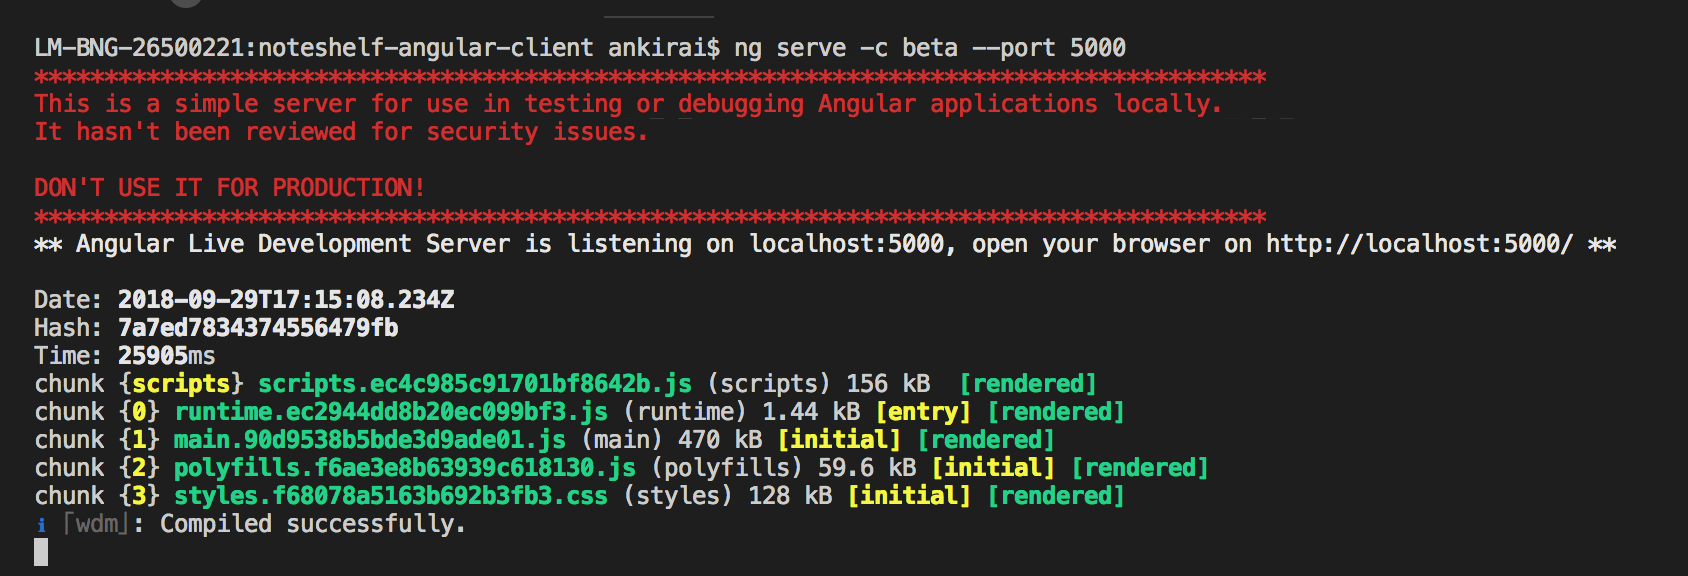 LM-BNG-26500221:noteshelf-angular-client ankirai$ ng serve -c beta --port 5000
****************************************************************************************
This is a simple server for use in testing or debugging Angular applications locally.
It hasn't been reviewed for security issues.
DON'T USE IT FOR PRODUCTION!
****************************************************************************************
** Angular Live Development Server is listening on localhost:5000, open your browser on http://localhost:5000/ **
Date: 2018-09-29T17:15:08.234Z
Hash: 7a7ed7834374556479fb
Time: 25905ms
chunk {scripts} scripts.ec4c985c91701bf8642b.js (scripts) 156 kB  [rendered]
chunk {0} runtime.ec2944dd8b20ec099bf3.js (runtime) 1.44 kB [entry] [rendered]
chunk {1} main.90d9538b5bde3d9ade01.js (main) 470 kB [initial] [rendered]
chunk {2} polyfills.f6ae3e8b63939c618130.js (polyfills) 59.6 kB [initial] [rendered]
chunk {3} styles.f68078a5163b692b3fb3.css (styles) 128 kB [initial] [rendered]
ℹ ｢wdm｣: Compiled successfully.